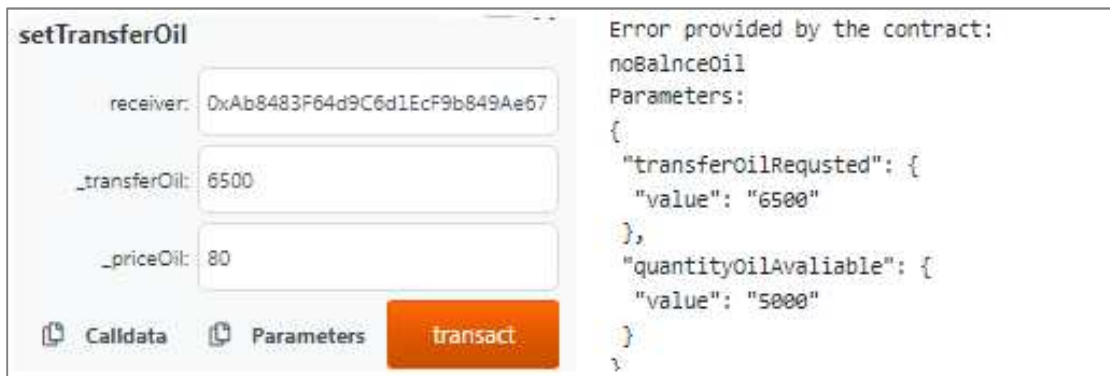 setTransferOil
receiver: 0xAb8483F64d9C6d1EcF9b849Ae67
_transferOil: 6500
_priceOil: 80
Calldata Parameters transact
Error provided by the contract:
noBalnceOil
Parameters:
{
"transferOilRequsted": {
"value": "6500"
},
"quantityOilAvaliable": {
"value": "5000"
}
}